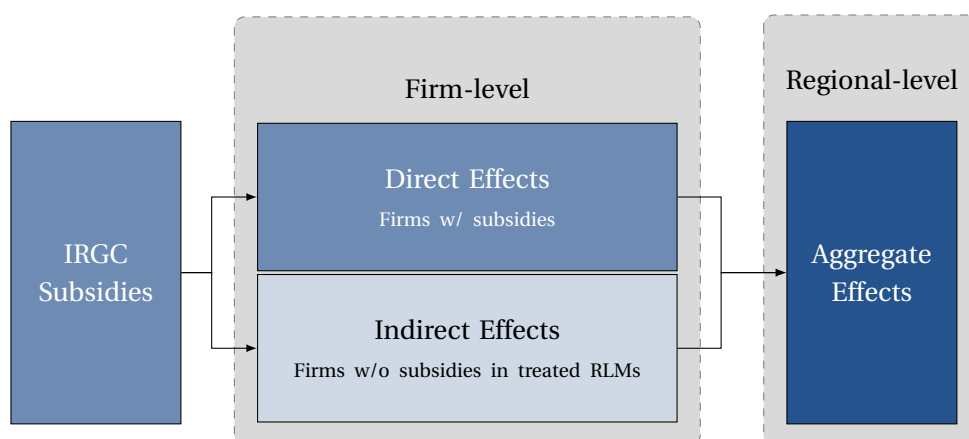 Firm-level
Regional-level
IRGC
Subsidies
Direct Effects
Firms w/ subsidies
Indirect Effects
Firms w/o subsidies in treated RLMs
Aggregate
Effects